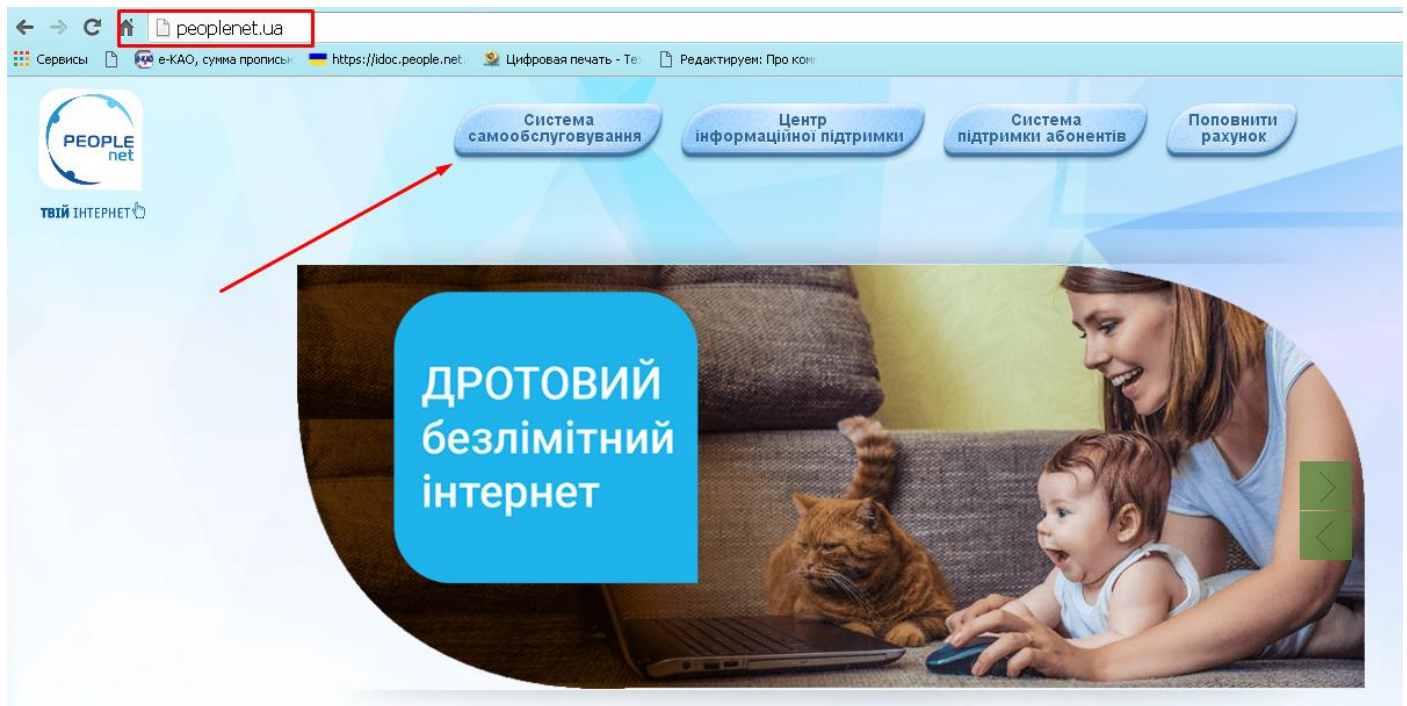 peoplenet.ua
Сервисы е-КАО, сумма пропись https://idoc.people.net. Цифровая печать - Те Редактируем: Про ком
PEOPLE
net
ТВІЙ ІНТЕРНЕТ
Система
самообслуговування
Центр
інформаційної підтримки
Система
підтримки абонентів
Поповнити
рахунок
ДРОТОВИЙ
безлімітний
інтернет